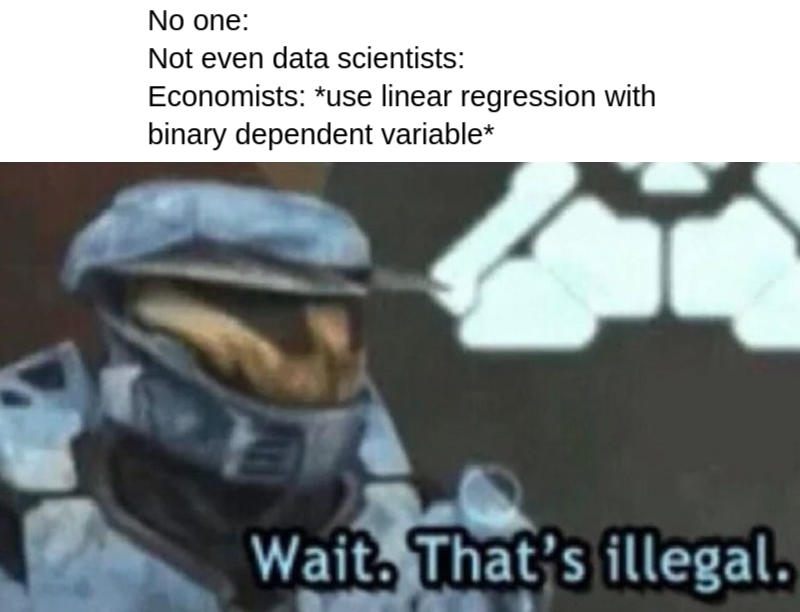 No one:
Not even data scientists:
Economists: *use linear regression with
binary dependent variable*
Wait. That's illegal.